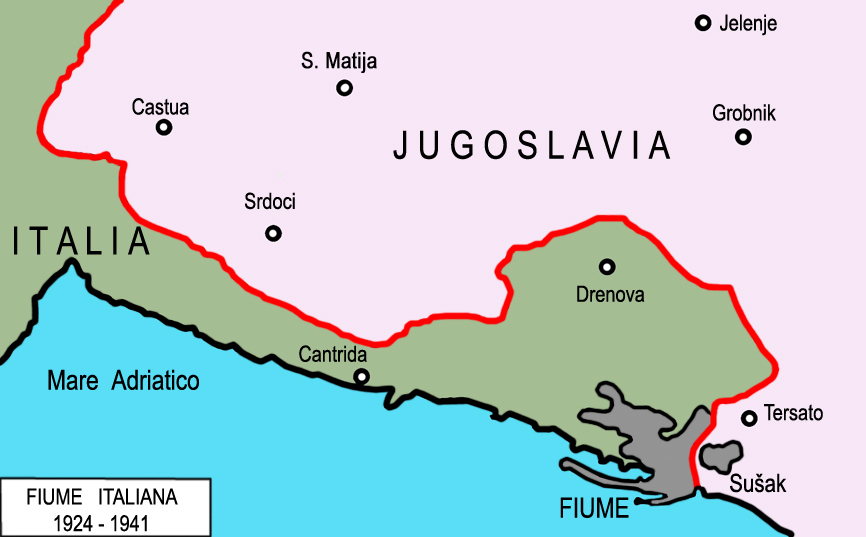 Jelenje
S. Matija
Castua
Grobnik
JUGOSLAVIA
Srdoci
ITALIA
Drenova
Cantrida
Mare Adriatico
Tersato
Sušak
FIUME
FIUME ITALIANA
1924 - 1941